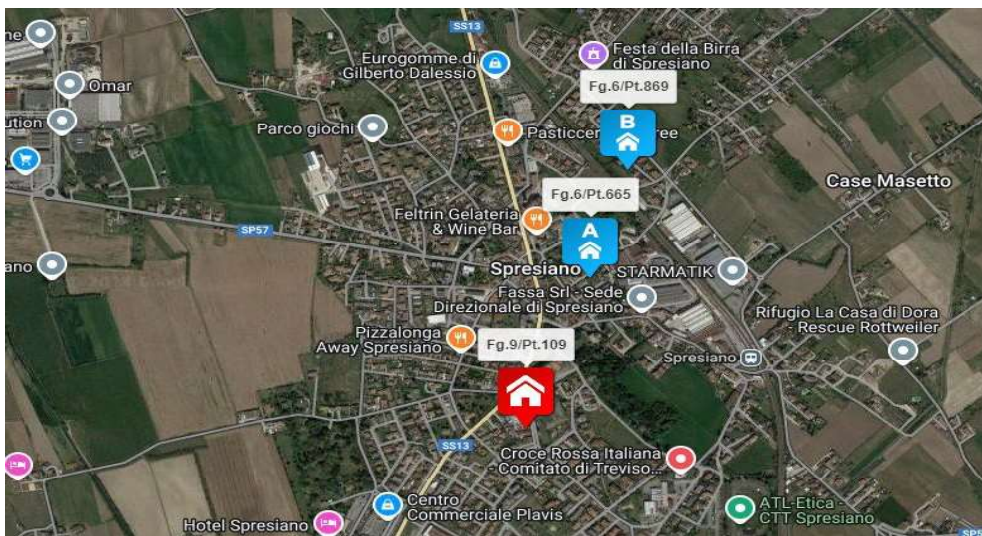 SS13
Eurogomme di
Gilberto Dalessio
Festa della Birra
di Spresiano
Omar
Fg.6/Pt.869
ution
Parco giochi
B
Pasticcer
ree
Case Masetto
Fg.6/Pt.665
Feltrin Gelateria
& Wine Bar
SP57
A
ano
Spresiano
STARMATIK
Fassa Srl - Sede
Direzionale di Spresiano
Rifugio La Casa di Dora
- Rescue Rottweiler
Pizzalonga
Away Spresiano
Fg.9/Pt.109
Spresiano
SS13
Croce Rossa Italiana
- Comitato di Treviso...
Centro
Commerciale Plavis
Hotel Spresiano
ATL-Etica -
CTT Spresiano